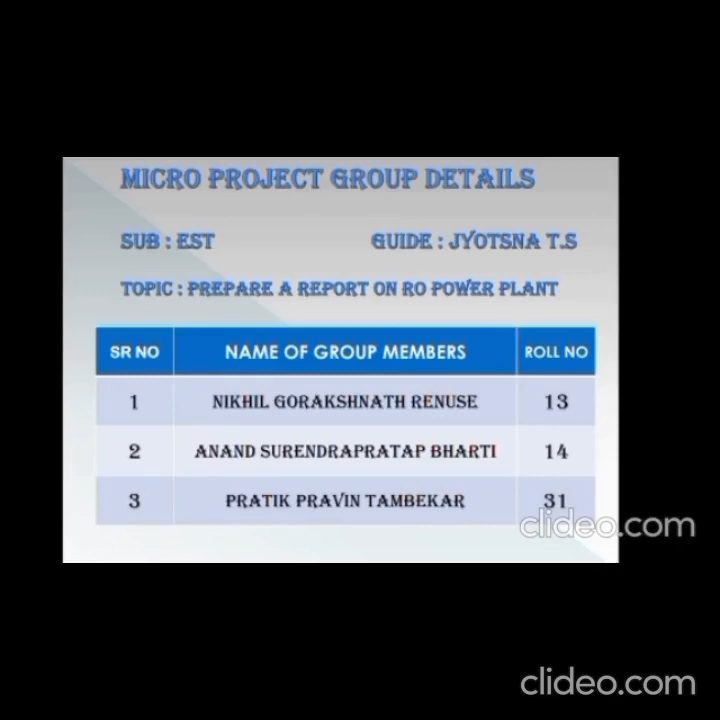 MICRO PROJECT GROUP DETAILS
SUB : EST GUIDE : JYOTSNA T.S
TOPIC : PREPARE A REPORT ON RO POWER PLANT
SR NO NAME OF GROUP MEMBERS ROLL NO
1 NIKHIL GORAKSHNATH RENUSE 13
2 ANAND SURENDRAPRATAP BHARTI 14
3 PRATIK PRAVIN TAMBEKAR 31
clideo.com
clideo.com